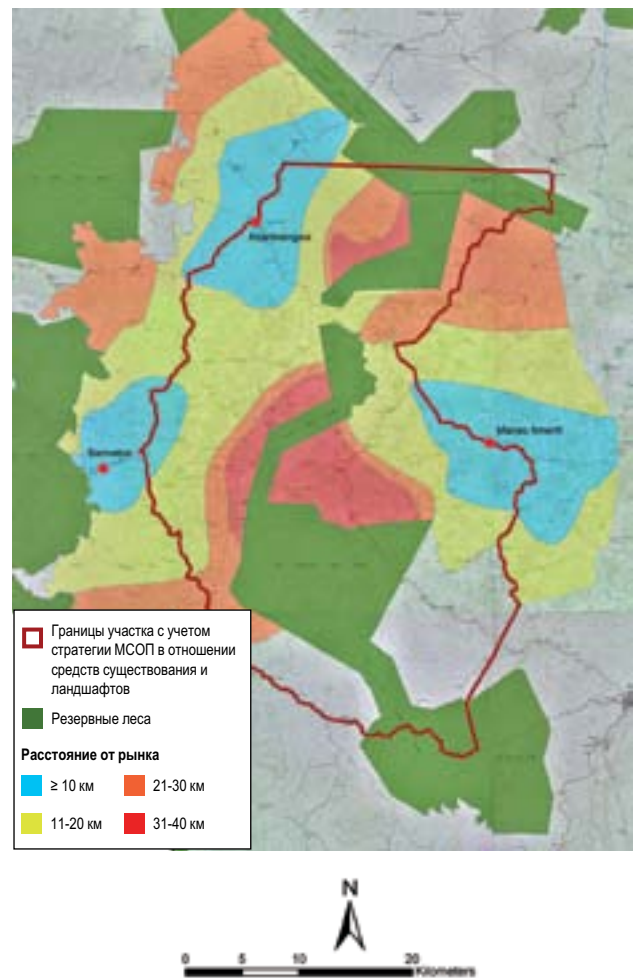 Границы участка с учетом
стратегии МСОП в отношении
средств существования и
ландшафтов
Резервные леса
Расстояние от рынка
≥ 10 км
21-30 км
11-20 км
31-40 км
N
0 5 10 20
Kilometers